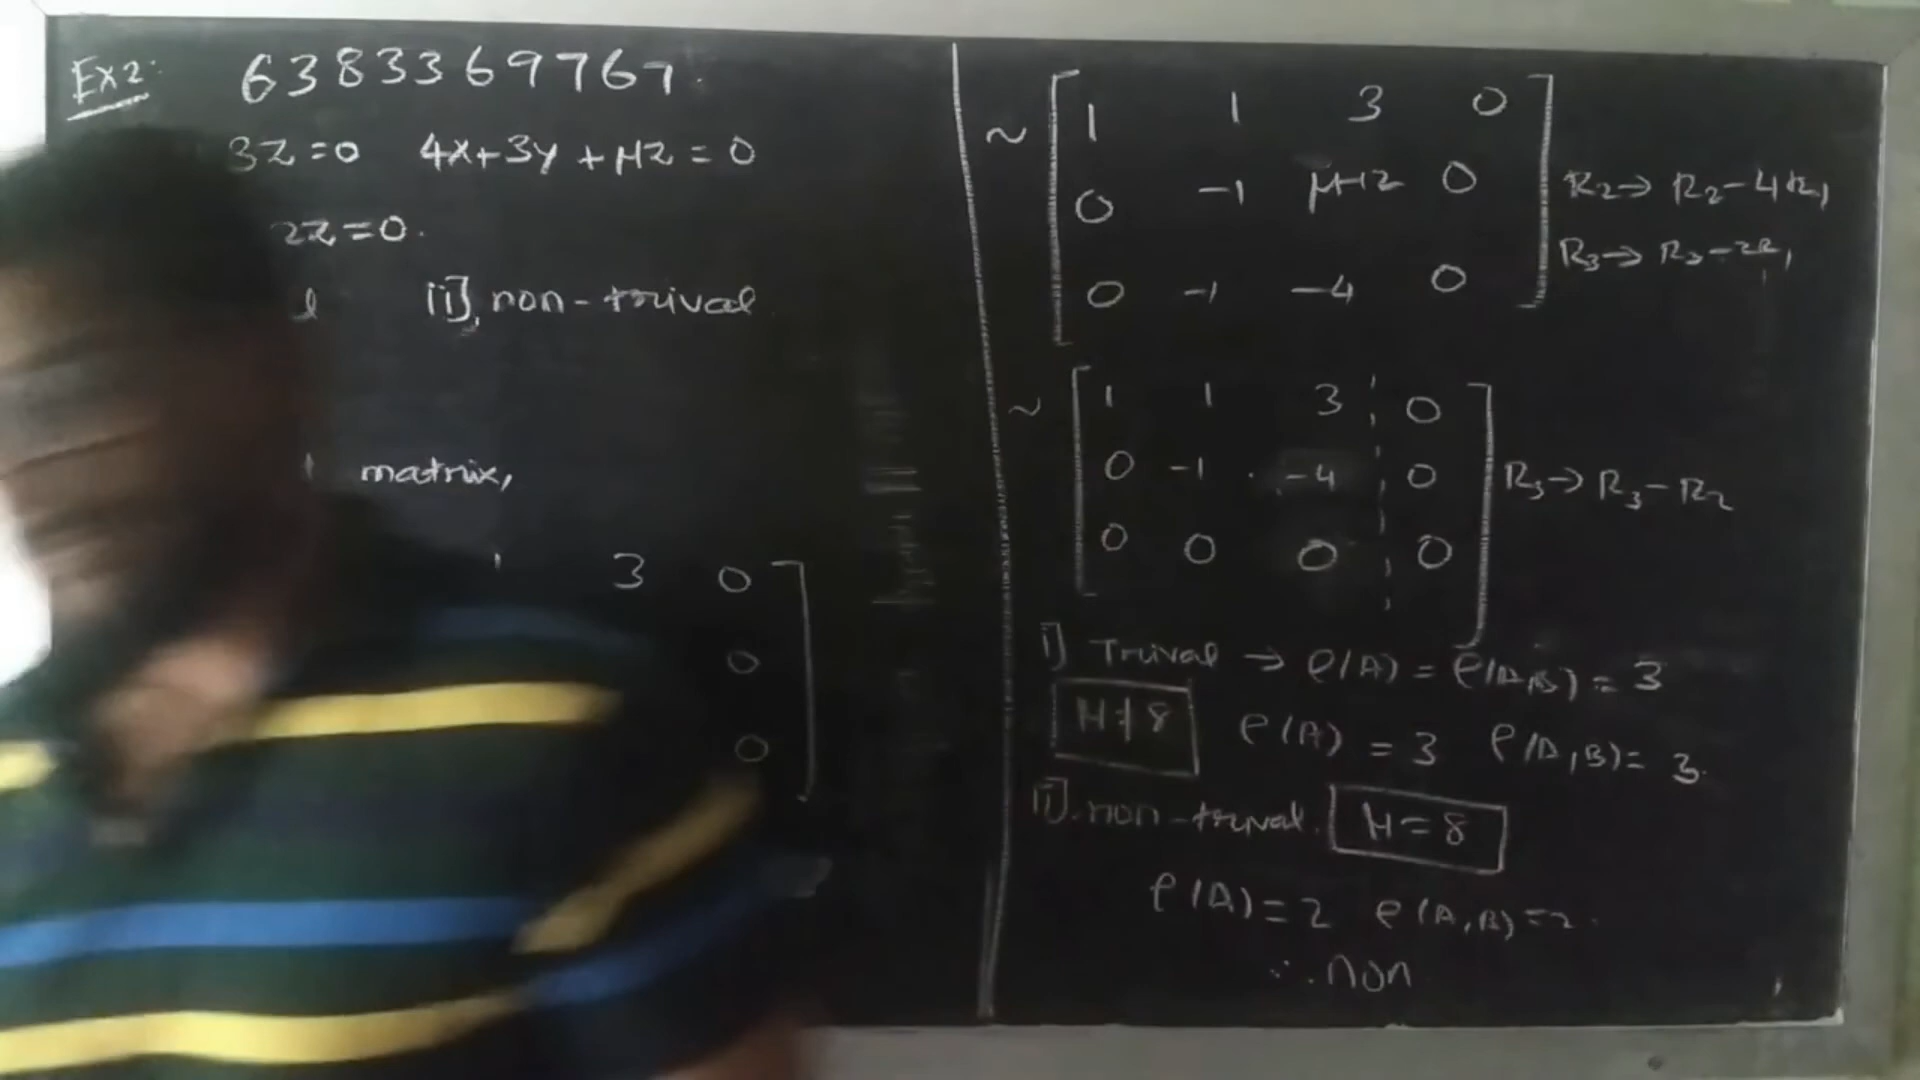 Ex2: 6383369767
3z=0 4x+3y+μz=0
2z=0.
l ii], non-trival
matrix,
1 3 0
0
0
~ 1 1 3 0
0 -1 μ-12 0 R2→R2-4R1
0 -1 -4 0 R3→R3-2R1
~ 1 1 3 0
0 -1 -4 0 R3→R3-R2
0 0 0 0
i] Trival → ρ(A)=ρ(A,B)=3
μ≠8 ρ(A)=3 ρ(A,B)=3.
ii]. non-trival. μ=8
ρ(A)=2 ρ(A,B)=2.
∴ non